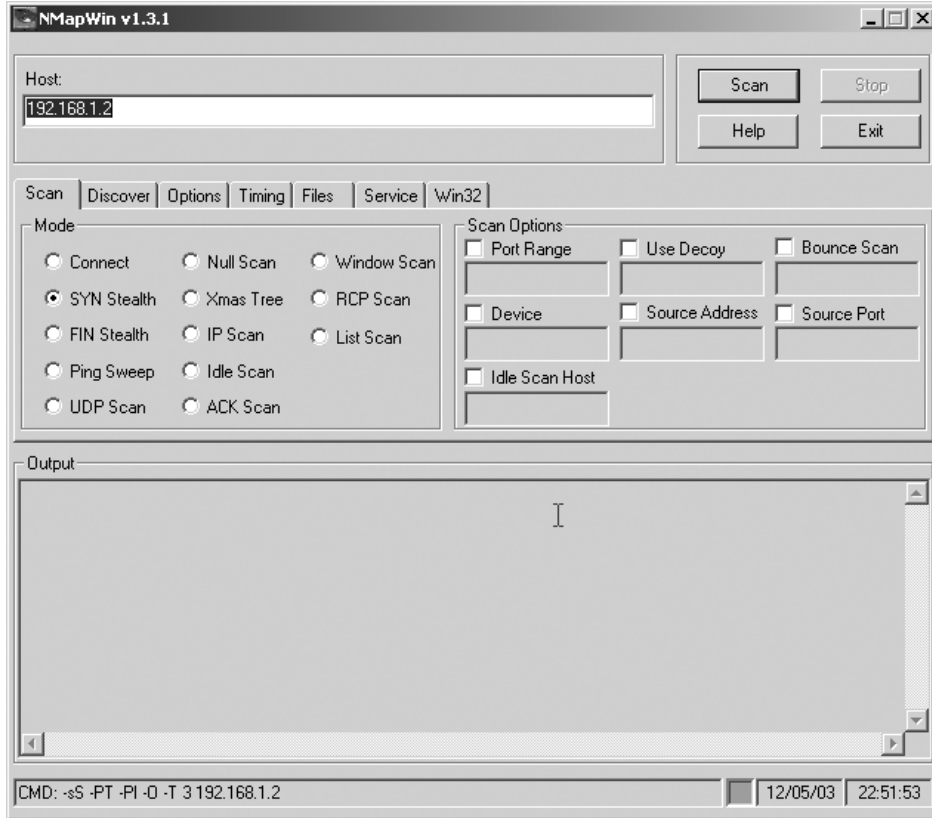 NMapWin v1.3.1
Host:
192.168.1.2
Scan Stop
Help Exit
Scan Discover Options Timing Files Service Win32
Mode
Connect Null Scan Window Scan
SYN Stealth Xmas Tree RCP Scan
FIN Stealth IP Scan List Scan
Ping Sweep Idle Scan
UDP Scan ACK Scan
Scan Options
Port Range Use Decoy Bounce Scan
Device Source Address Source Port
Idle Scan Host
Output
CMD: -sS -PT -PI -O -T 3 192.168.1.2 12/05/03 22:51:53